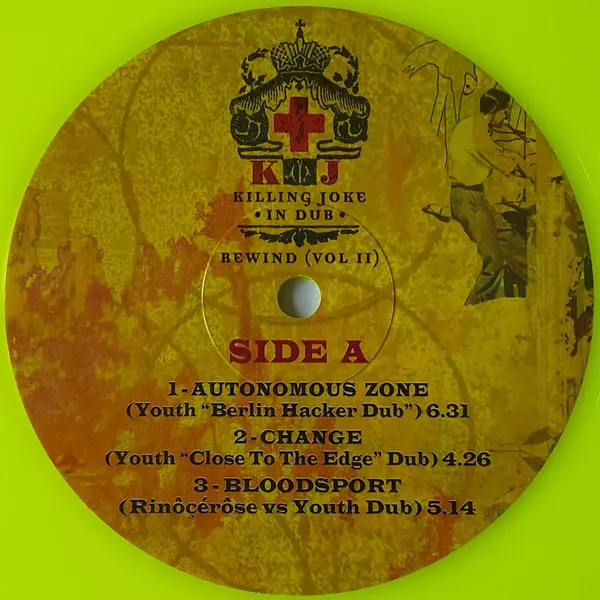 K J
KILLING JOKE
• IN DUB •
REWIND (VOL II)
SIDE A
1-AUTONOMOUS ZONE
(Youth “Berlin Hacker Dub”) 6.31
2-CHANGE
(Youth “Close To The Edge” Dub) 4.26
3-BLOODSPORT
(Rinôçérôse vs Youth Dub) 5.14